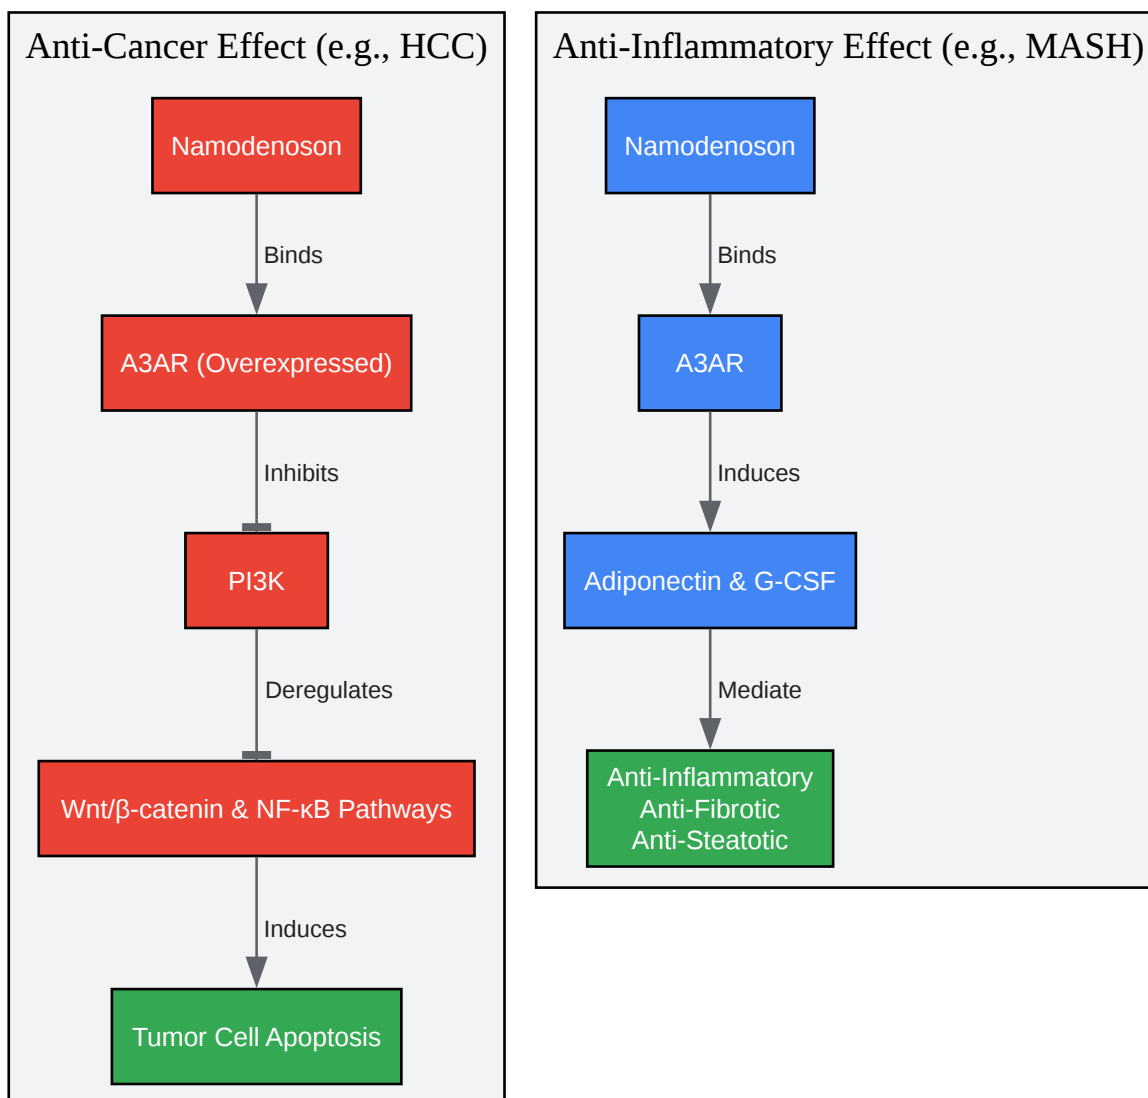 Anti-Cancer Effect (e.g., HCC)
Namodenoson
Binds
A3AR (Overexpressed)
Inhibits
PI3K
Deregulates
Wnt/β-catenin & NF-κB Pathways
Induces
Tumor Cell Apoptosis
Anti-Inflammatory Effect (e.g., MASH)
Namodenoson
Binds
A3AR
Induces
Adiponectin & G-CSF
Mediate
Anti-Inflammatory
Anti-Fibrotic
Anti-Steatotic